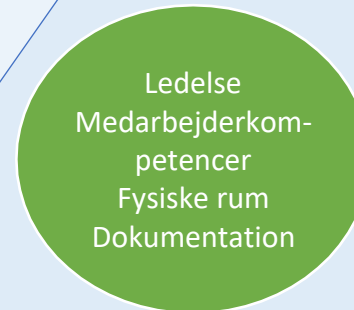 Ledelse
Medarbejderkom-
petencer
Fysiske rum
Dokumentation